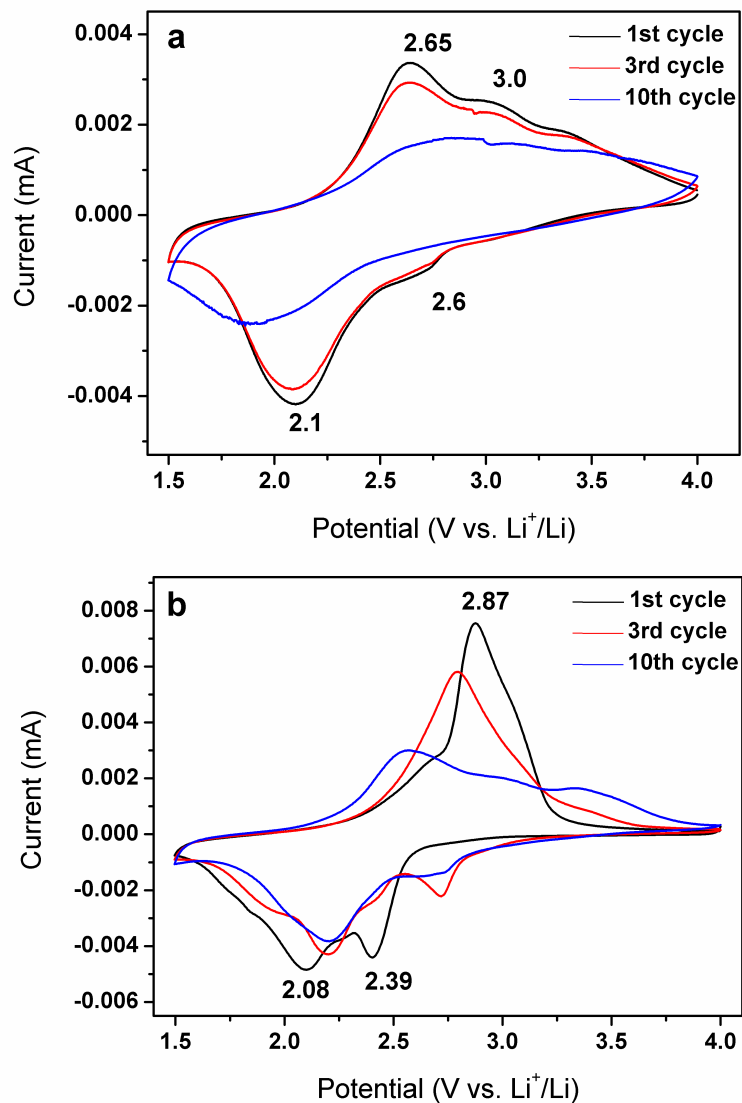 a
2.65
3.0
1st cycle
3rd cycle
10th cycle
0.004
0.002
0.000
-0.002
-0.004
Current (mA)
2.6
2.1
1.5 2.0 2.5 3.0 3.5 4.0
Potential (V vs. Li⁺/Li)
b
2.87
1st cycle
3rd cycle
10th cycle
0.008
0.006
0.004
0.002
0.000
-0.002
-0.004
-0.006
Current (mA)
2.08
2.39
1.5 2.0 2.5 3.0 3.5 4.0
Potential (V vs. Li⁺/Li)